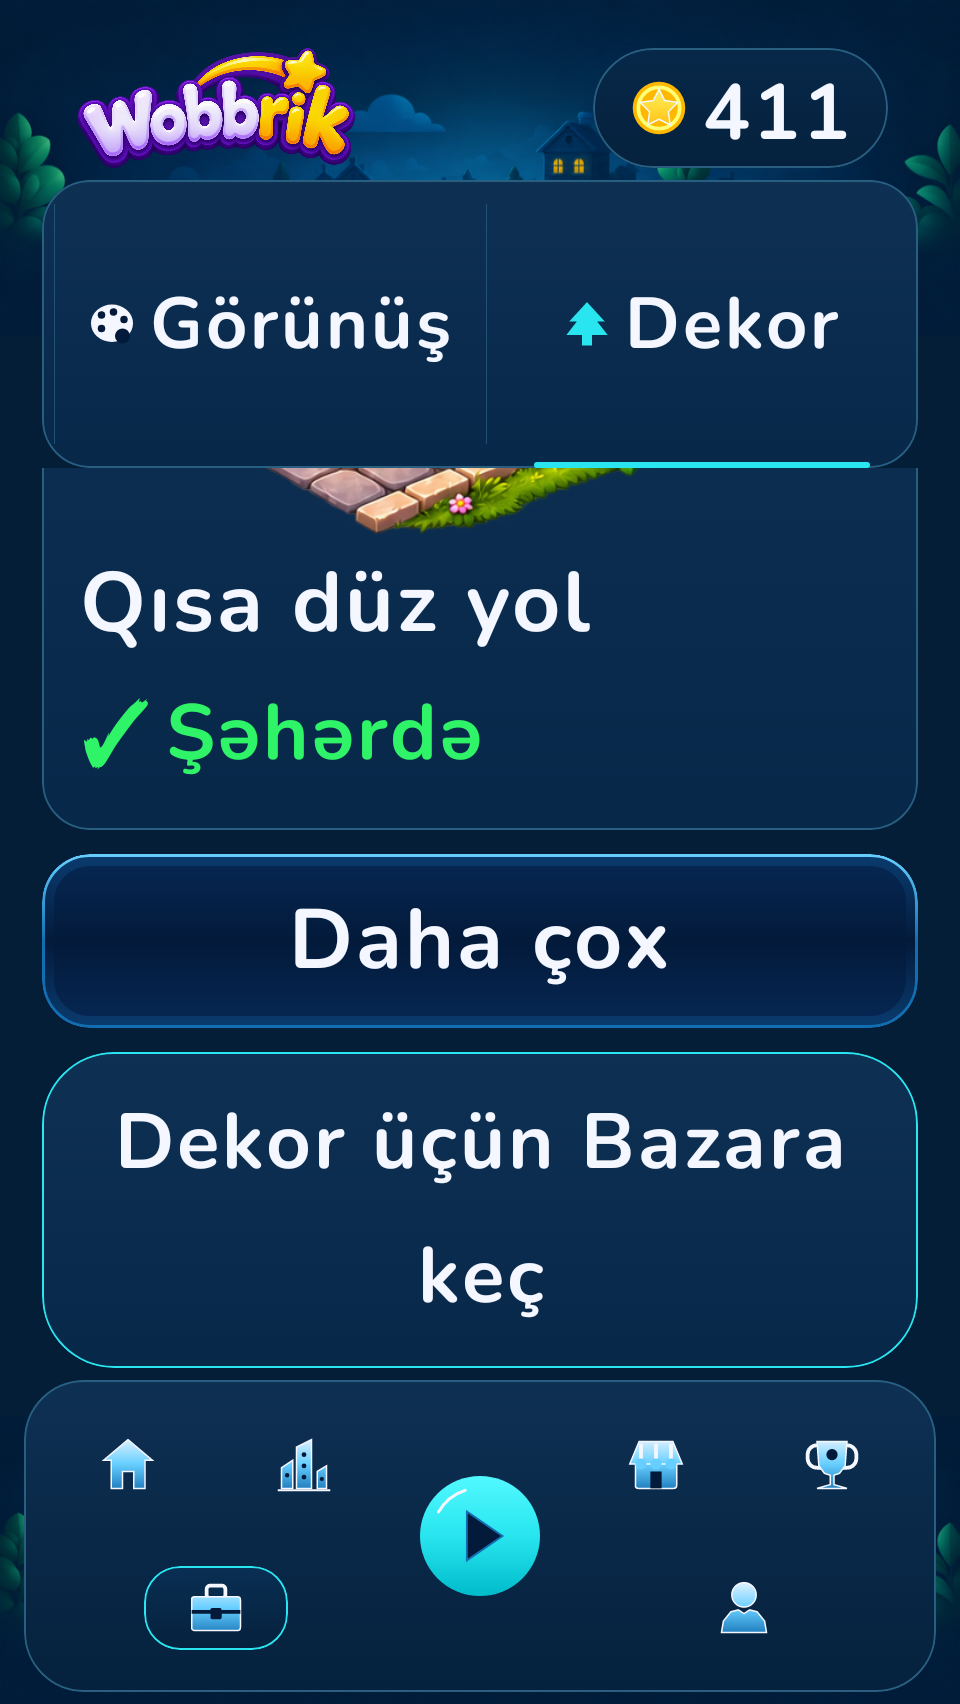 Wobbrik
411
Görünüş
Dekor
Qısa düz yol
Şəhərdə
Daha çox
Dekor üçün Bazara
keç